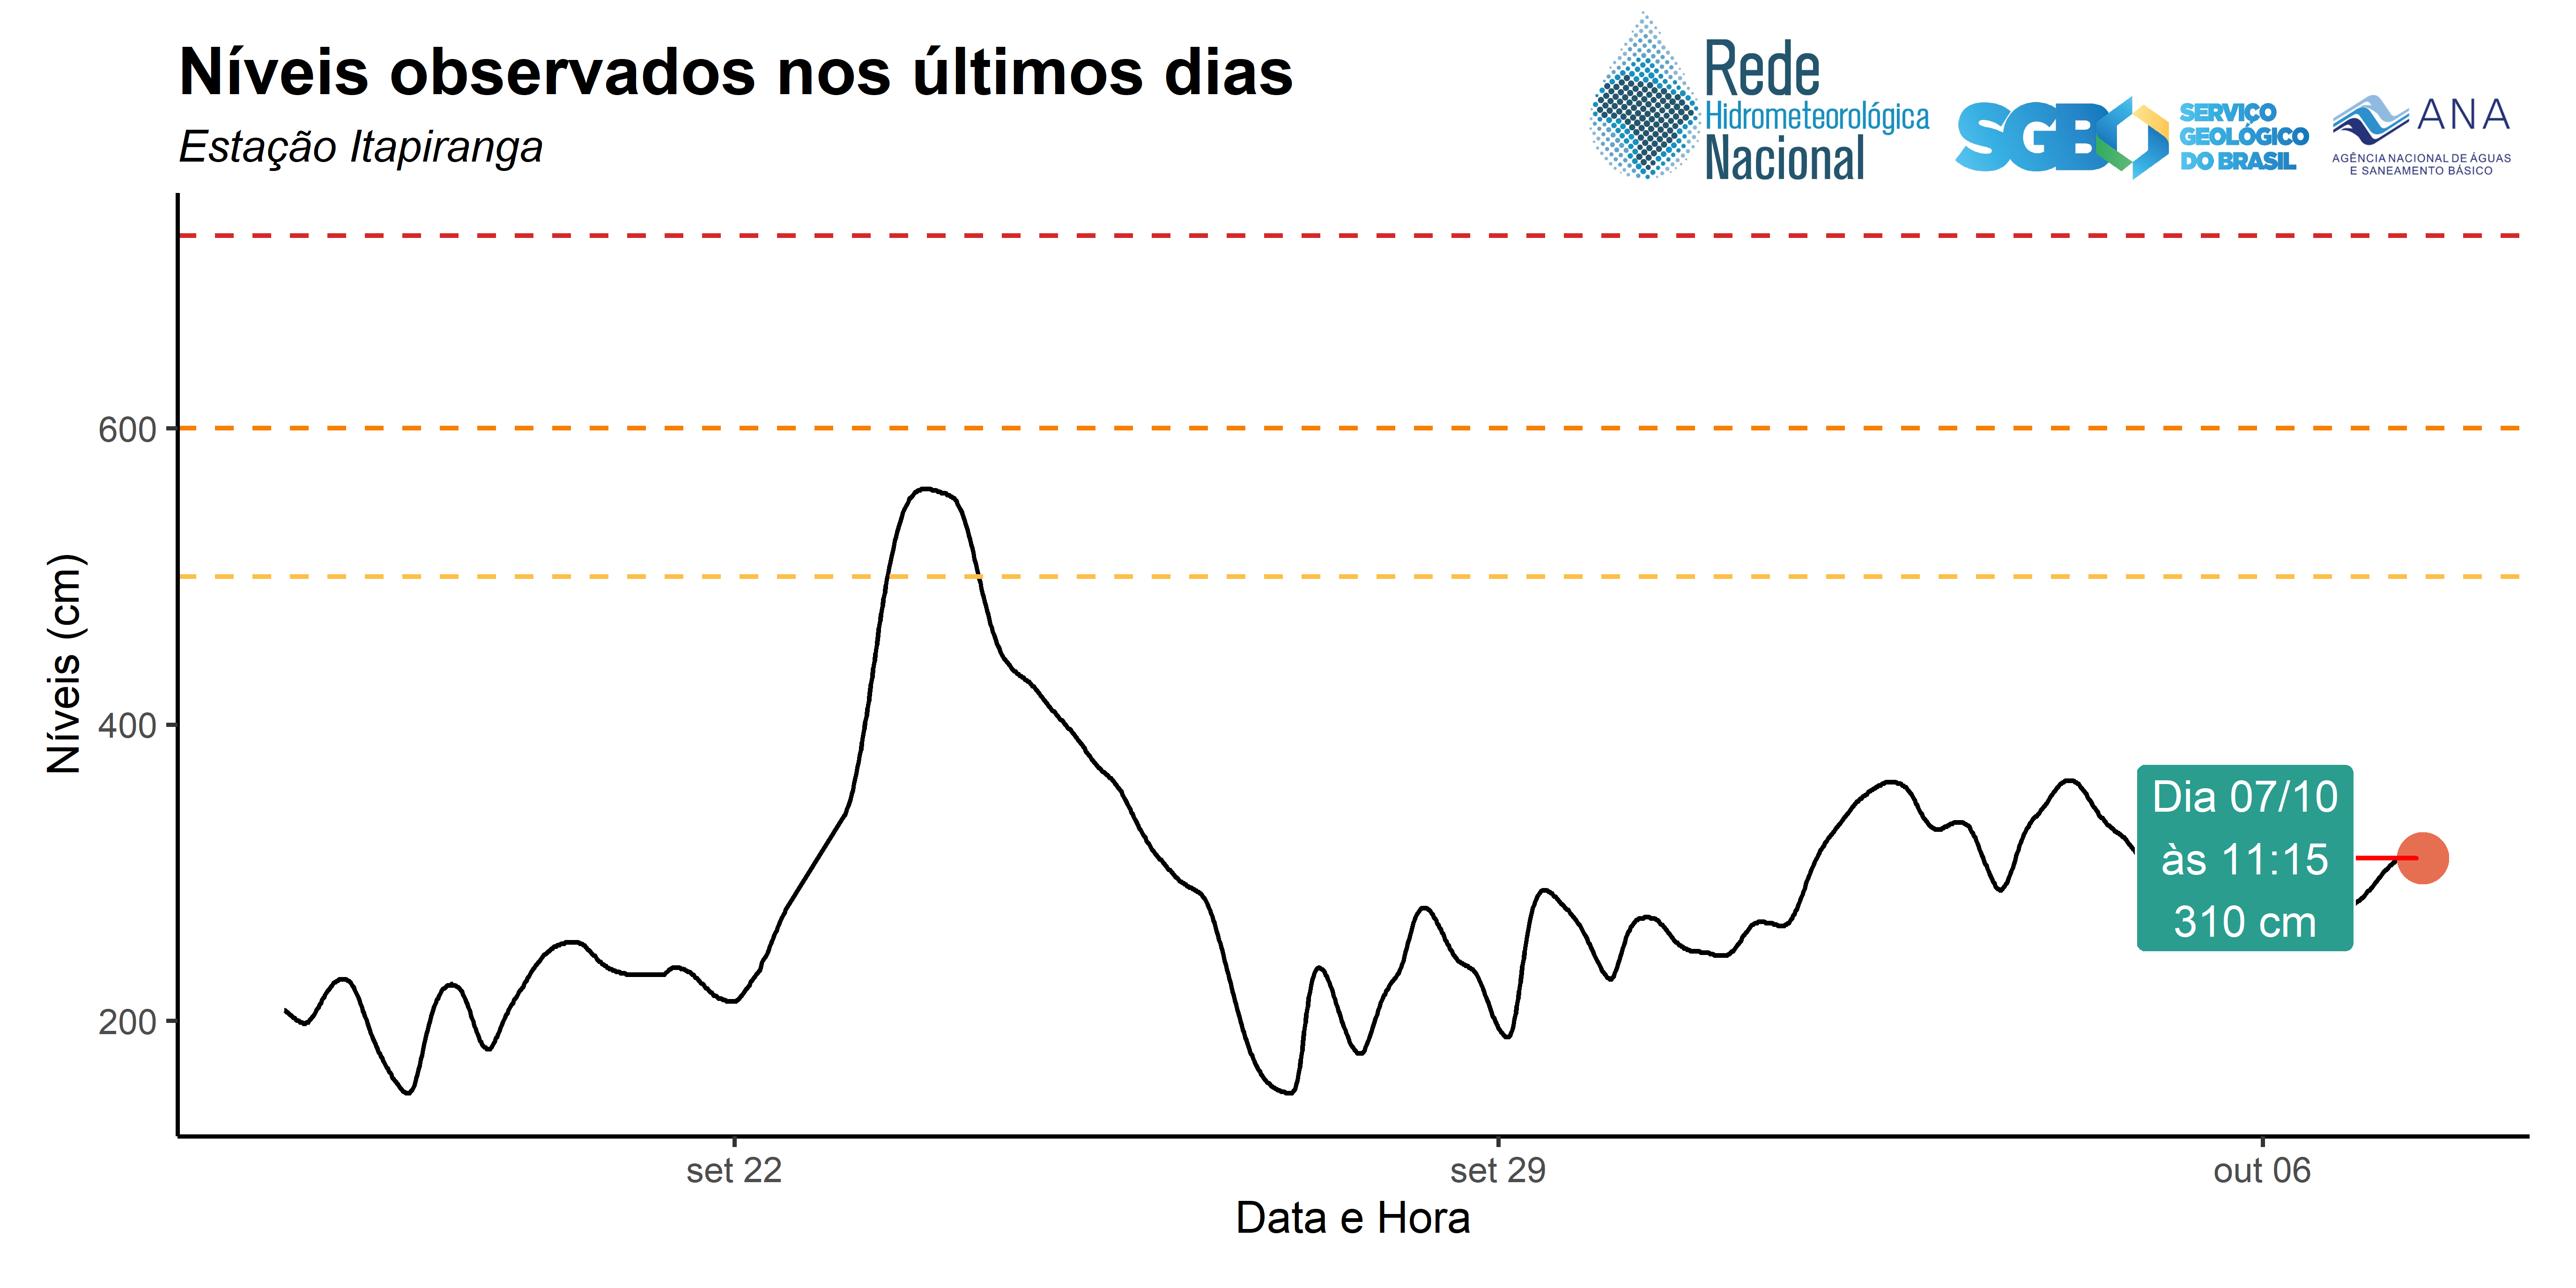 Níveis observados nos últimos dias
Estação Itapiranga
Rede
Hidrometeorológica
Nacional
SGB
SERVIÇO
GEOLÓGICO
DO BRASIL
ANA
AGÊNCIA NACIONAL DE ÁGUAS
E SANEAMENTO BÁSICO
Níveis (cm)
600
400
200
Dia 07/10
às 11:15
310 cm
set 22
set 29
out 06
Data e Hora